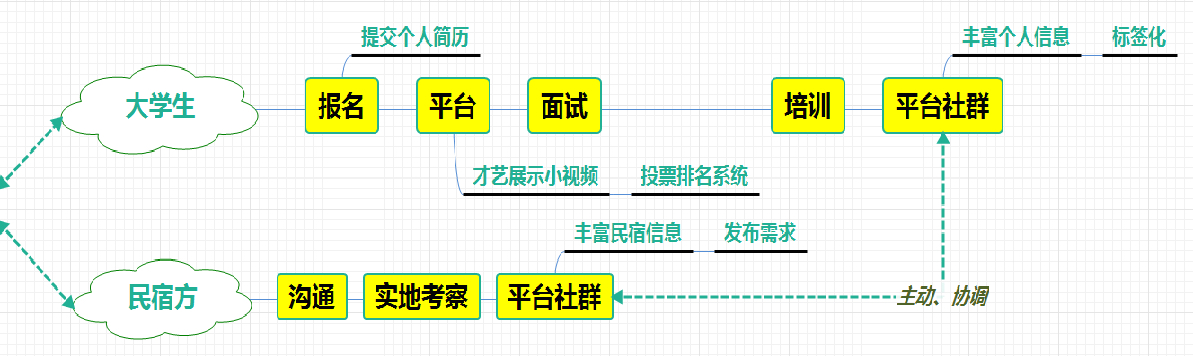 提交个人简历
丰富个人信息 标签化
大学生 报名 平台 面试 培训 平台社群
才艺展示小视频 投票排名系统
丰富民宿信息 发布需求
民宿方 沟通 实地考察 平台社群 主动、协调